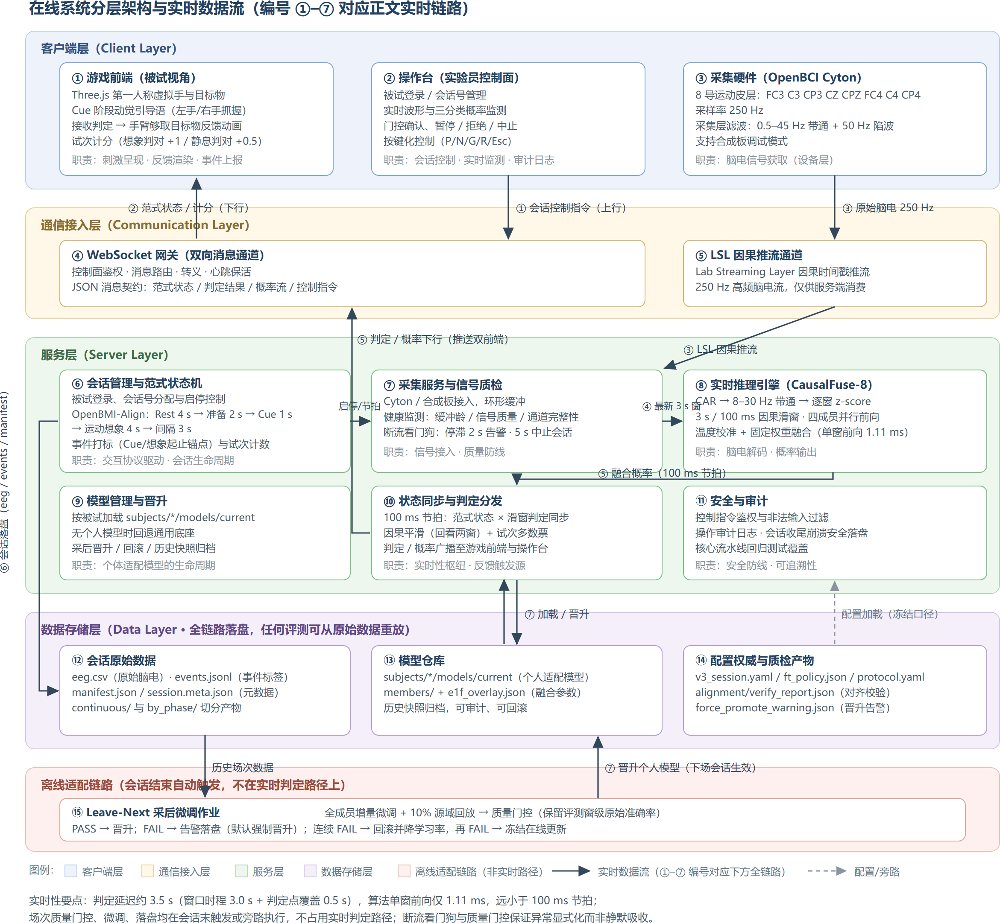 在线系统分层架构与实时数据流（编号 ①–⑦ 对应正文实时链路）
客户端层（Client Layer）
① 游戏前端（被试视角）
Three.js 第一人称虚拟手与目标物
Cue 阶段动觉引导语（左手/右手抓握）
接收判定 → 手臂够取目标物反馈动画
试次计分（想象判对 +1 / 静息判对 +0.5）
职责：刺激呈现 · 反馈渲染 · 事件上报
② 操作台（实验员控制面）
被试登录 / 会话号管理
实时波形与三分类概率监测
门控确认、暂停 / 拒绝 / 中止
按键化控制（P/N/G/R/Esc）
职责：会话控制 · 实时监测 · 审计日志
③ 采集硬件（OpenBCI Cyton）
8 导运动皮层：FC3 C3 CP3 CZ CPZ FC4 C4 CP4
采样率 250 Hz
采集层滤波：0.5–45 Hz 带通 + 50 Hz 陷波
支持合成板调试模式
职责：脑电信号获取（设备层）
② 范式状态 / 计分（下行）
① 会话控制指令（上行）
③ 原始脑电 250 Hz
通信接入层（Communication Layer）
④ WebSocket 网关（双向消息通道）
控制面鉴权 · 消息路由 · 转义 · 心跳保活
JSON 消息契约：范式状态 / 判定结果 / 概率流 / 控制指令
⑤ LSL 因果推流通道
Lab Streaming Layer 因果时间戳推流
250 Hz 高频脑电流，仅供服务端消费
⑤ 判定 / 概率下行（推送双前端）
③ LSL 因果推流
服务层（Server Layer）
⑥ 会话管理与范式状态机
被试登录、会话号分配与启停控制
OpenBMI-Align：Rest 4 s → 准备 2 s → Cue 1 s
→ 运动想象 4 s → 间隔 3 s
事件打标（Cue/想象起止锚点）与试次计数
职责：交互协议驱动 · 会话生命周期
启停/节拍
⑦ 采集服务与信号质检
Cyton / 合成板接入，环形缓冲
健康监测：缓冲龄 / 信号质量 / 通道完整性
断流看门狗：停滞 2 s 告警 · 5 s 中止会话
职责：信号接入 · 质量防线
④ 最新 3 s 窗
⑧ 实时推理引擎（CausalFuse-8）
CAR → 8–30 Hz 带通 → 逐窗 z-score
3 s / 100 ms 因果滑窗 · 四成员并行前向
温度校准 + 固定权重融合（单窗前向 1.11 ms）
职责：脑电解码 · 概率输出
⑤ 融合概率（100 ms 节拍）
⑨ 模型管理与晋升
按被试加载 subjects/*/models/current
无个人模型时回退通用底座
采后晋升 / 回滚 / 历史快照归档
职责：个体适配模型的生命周期
⑩ 状态同步与判定分发
100 ms 节拍：范式状态 × 滑窗判定同步
因果平滑（回看两窗）+ 试次多数票
判定 / 概率广播至游戏前端与操作台
职责：实时性枢纽 · 反馈触发源
⑪ 安全与审计
控制指令鉴权与非法输入过滤
操作审计日志 · 会话收尾崩溃安全落盘
核心流水线回归测试覆盖
职责：安全防线 · 可追溯性
⑥ 会话落盘（eeg / events / manifest）
⑦ 加载 / 晋升
配置加载（冻结口径）
数据存储层（Data Layer • 全链路落盘，任何评测可从原始数据重放）
⑫ 会话原始数据
eeg.csv（原始脑电）· events.jsonl（事件标签）
manifest.json / session.meta.json（元数据）
continuous/ 与 by_phase/ 切分产物
⑬ 模型仓库
subjects/*/models/current（个人适配模型）
members/ + e1f_overlay.json（融合参数）
历史快照归档，可审计、可回滚
⑭ 配置权威与质检产物
v3_session.yaml / ft_policy.json / protocol.yaml
alignment/verify_report.json（对齐校验）
force_promote_warning.json（晋升告警）
历史场次数据
⑦ 晋升个人模型（下场会话生效）
离线适配链路（会话结束自动触发，不在实时判定路径上）
⑮ Leave-Next 采后微调作业
全成员增量微调 + 10% 源域回放 → 质量门控（保留评测窗级原始准确率）
PASS → 晋升；FAIL → 告警落盘（默认强制晋升）；连续 FAIL → 回滚并降学习率，再 FAIL → 冻结在线更新
图例：
客户端层
通信接入层
服务层
数据存储层
离线适配链路（非实时路径）
实时数据流（①–⑦ 编号对应下方全链路）
配置/旁路
实时性要点：判定延迟约 3.5 s（窗口时程 3.0 s + 判定点覆盖 0.5 s），算法单窗前向仅 1.11 ms，远小于 100 ms 节拍；
场次质量门控、微调、落盘均在会话末触发或旁路执行，不占用实时判定路径；断流看门狗与质量门控保证异常显式化而非静默吸收。